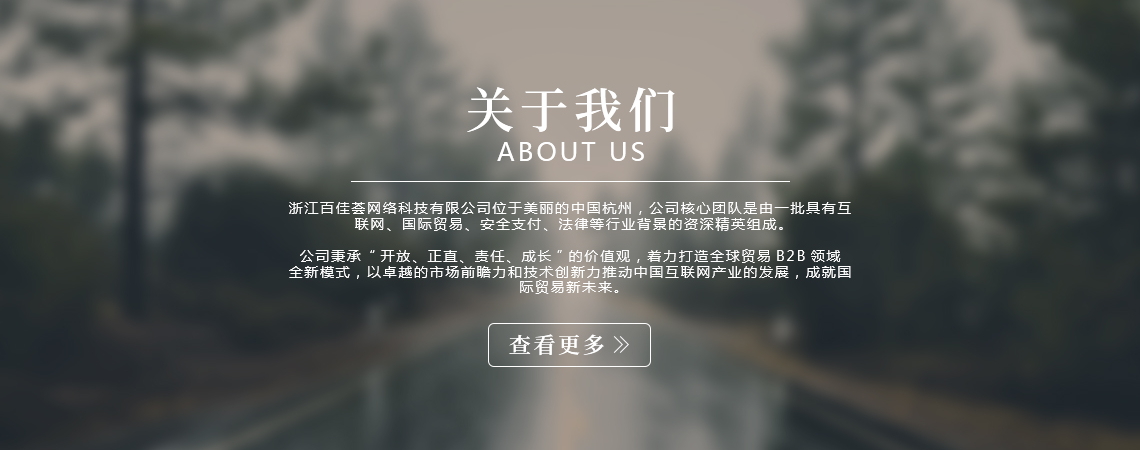 关于我们
ABOUT US
浙江百佳荟网络科技有限公司位于美丽的中国杭州，公司核心团队是由一批具有互
联网、国际贸易、安全支付、法律等行业背景的资深精英组成。
公司秉承“开放、正直、责任、成长”的价值观，着力打造全球贸易 B2B 领域
全新模式，以卓越的市场前瞻力和技术创新力推动中国互联网产业的发展，成就国
际贸易新未来。
查看更多 »